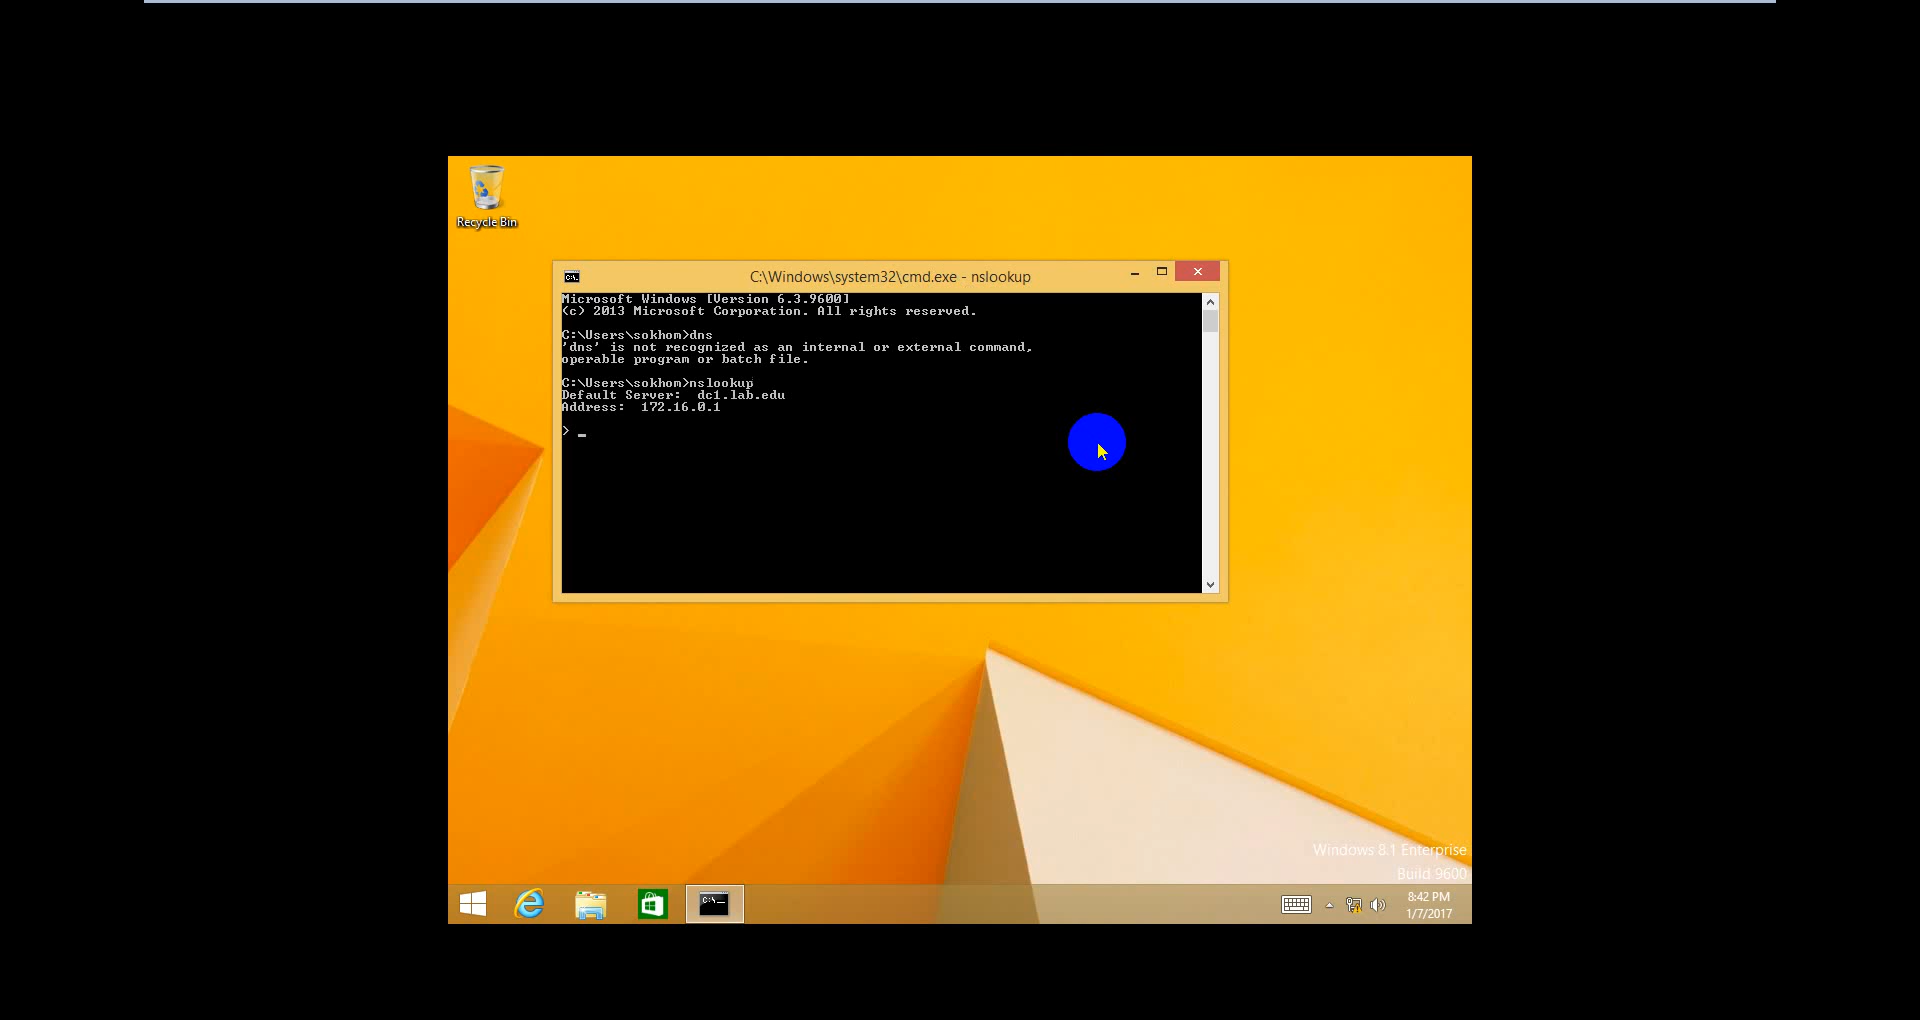 Recycle Bin
C:\Windows\system32\cmd.exe - nslookup
Microsoft Windows [Version 6.3.9600]
(c) 2013 Microsoft Corporation. All rights reserved.
C:\Users\sokhom>dns
'dns' is not recognized as an internal or external command,
operable program or batch file.
C:\Users\sokhom>nslookup
Default Server:  dc1.lab.edu
Address:  172.16.0.1
> _
Windows 8.1 Enterprise
Build 9600
8:42 PM
1/7/2017